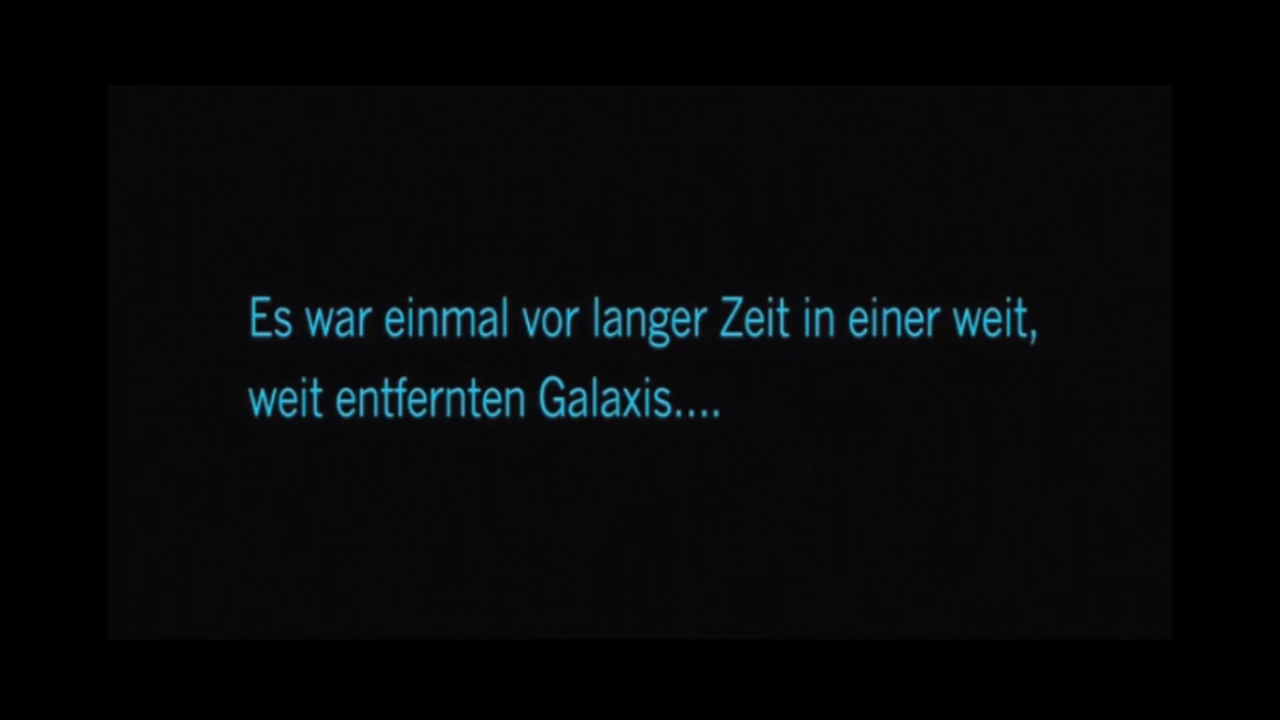 Es war einmal vor langer Zeit in einer weit,
weit entfernten Galaxis....